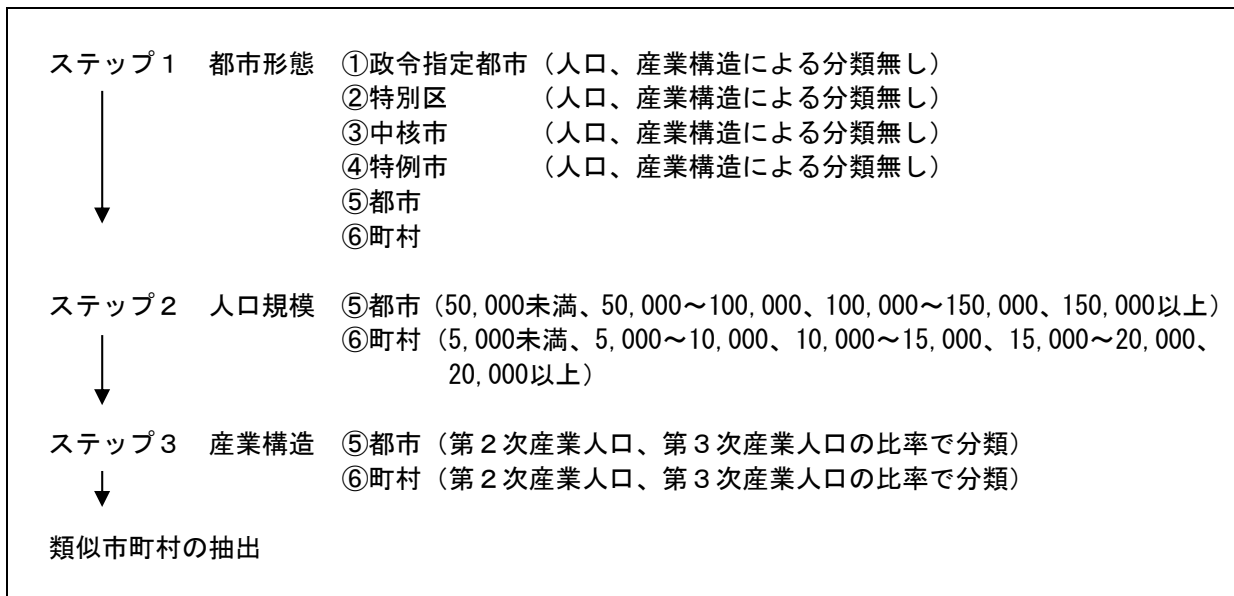 ステップ1 都市形態 ①政令指定都市（人口、産業構造による分類無し）
②特別区 （人口、産業構造による分類無し）
③中核市 （人口、産業構造による分類無し）
④特例市 （人口、産業構造による分類無し）
⑤都市
⑥町村
ステップ2 人口規模 ⑤都市（50,000未満、50,000～100,000、100,000～150,000、150,000以上）
⑥町村（5,000未満、5,000～10,000、10,000～15,000、15,000～20,000、
20,000以上）
ステップ3 産業構造 ⑤都市（第2次産業人口、第3次産業人口の比率で分類）
⑥町村（第2次産業人口、第3次産業人口の比率で分類）
類似市町村の抽出